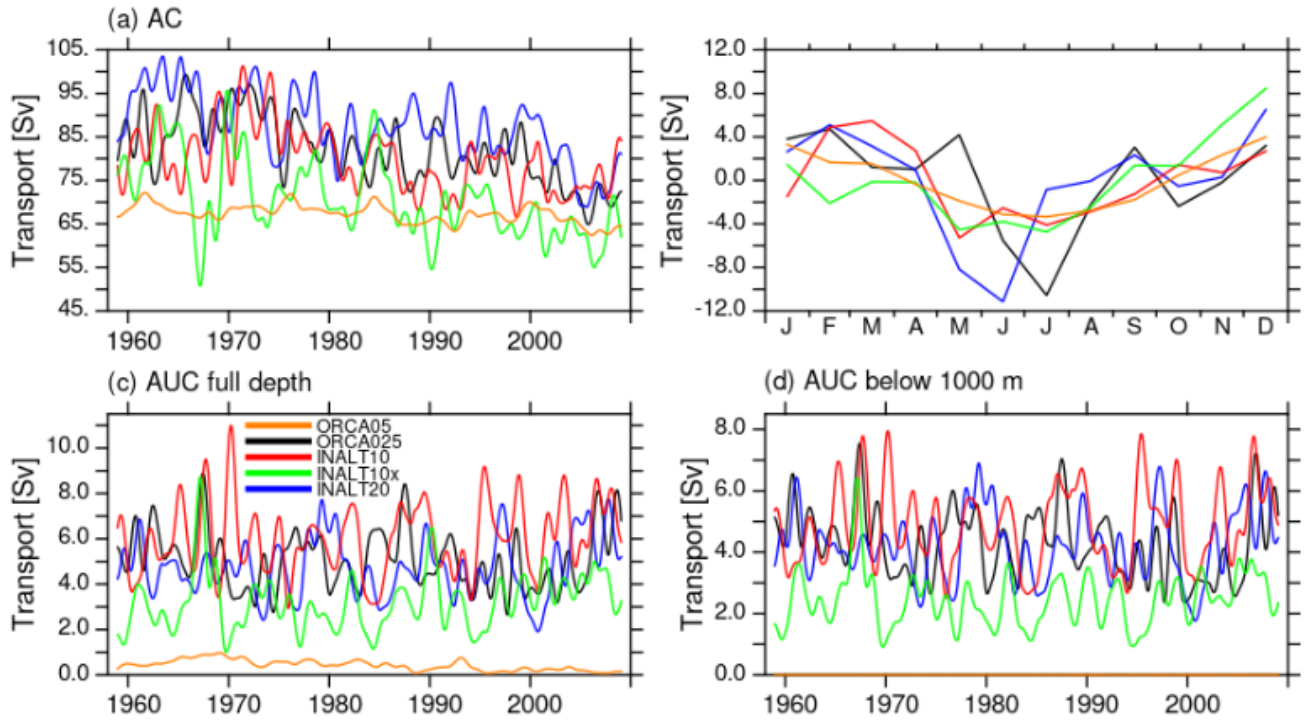 (a) AC
105.
95.
85.
75.
65.
55.
45.
Transport [Sv]
1960 1970 1980 1990 2000
12.0
8.0
4.0
0.0
-4.0
-8.0
-12.0
Transport [Sv]
J F M A M J J A S O N D
(c) AUC full depth
10.0
8.0
6.0
4.0
2.0
0.0
Transport [Sv]
ORCA05
ORCA025
INALT10
INALT10x
INALT20
1960 1970 1980 1990 2000
(d) AUC below 1000 m
8.0
6.0
4.0
2.0
0.0
Transport [Sv]
1960 1970 1980 1990 2000